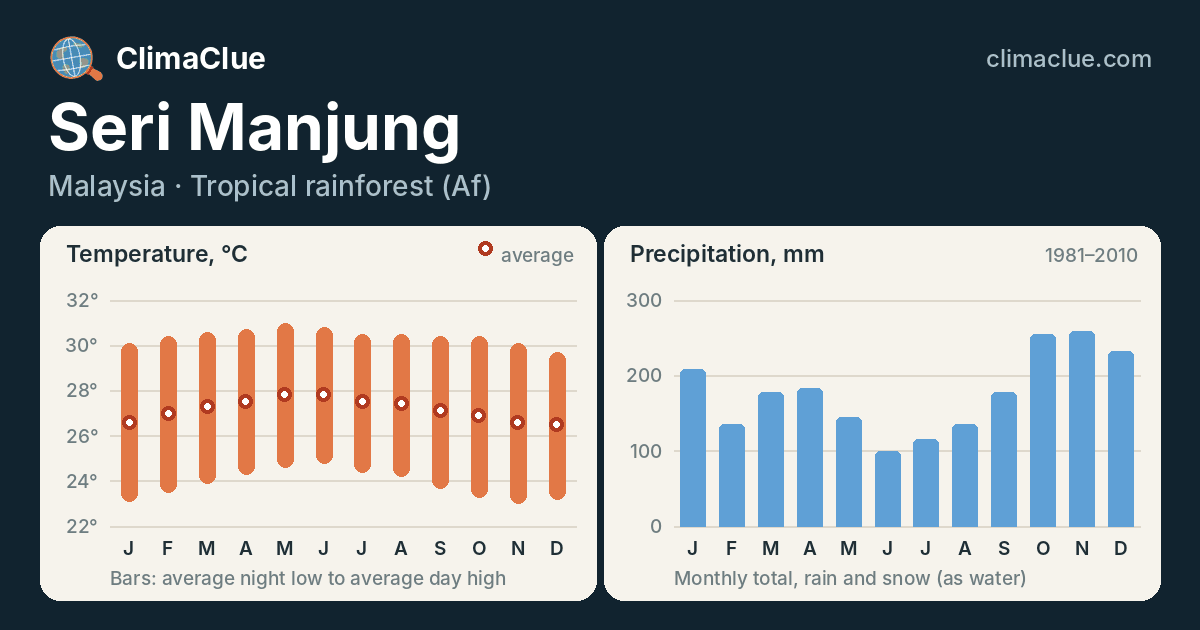 ClimaClue
climaclue.com
Seri Manjung
Malaysia · Tropical rainforest (Af)
Temperature, °C
average
32°
30°
28°
26°
24°
22°
J F M A M J J A S O N D
Bars: average night low to average day high
Precipitation, mm
1981–2010
300
200
100
0
J F M A M J J A S O N D
Monthly total, rain and snow (as water)